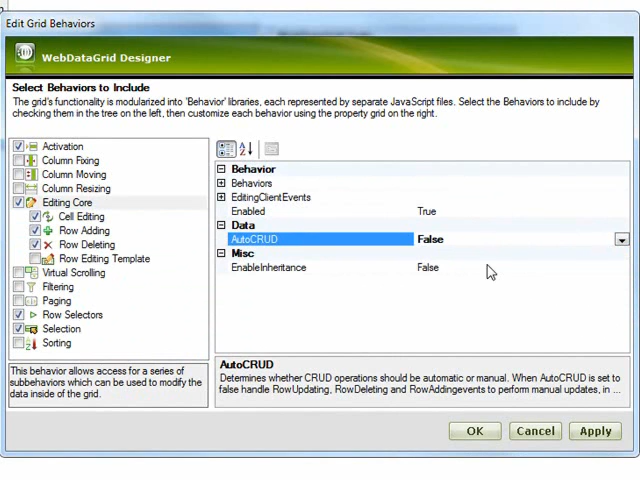 Edit Grid Behaviors
WebDataGrid Designer
Select Behaviors to Include
The grid's functionality is modularized into 'Behavior' libraries, each represented by separate JavaScript files. Select the Behaviors to include by
checking them in the tree on the left, then customize each behavior using the property grid on the right.
Activation
Column Fixing
Column Moving
Column Resizing
Editing Core
Cell Editing
Row Adding
Row Deleting
Row Editing Template
Virtual Scrolling
Filtering
Paging
Row Selectors
Selection
Sorting
Behavior
Behaviors
EditingClientEvents
Enabled True
Data
AutoCRUD False
Misc
EnableInheritance False
This behavior allows access for a series of
subbehaviors which can be used to modify the
data inside of the grid.
AutoCRUD
Determines whether CRUD operations should be automatic or manual. When AutoCRUD is set to
false handle RowUpdating, RowDeleting and RowAddingevents to perform manual updates, in ...
OK Cancel Apply